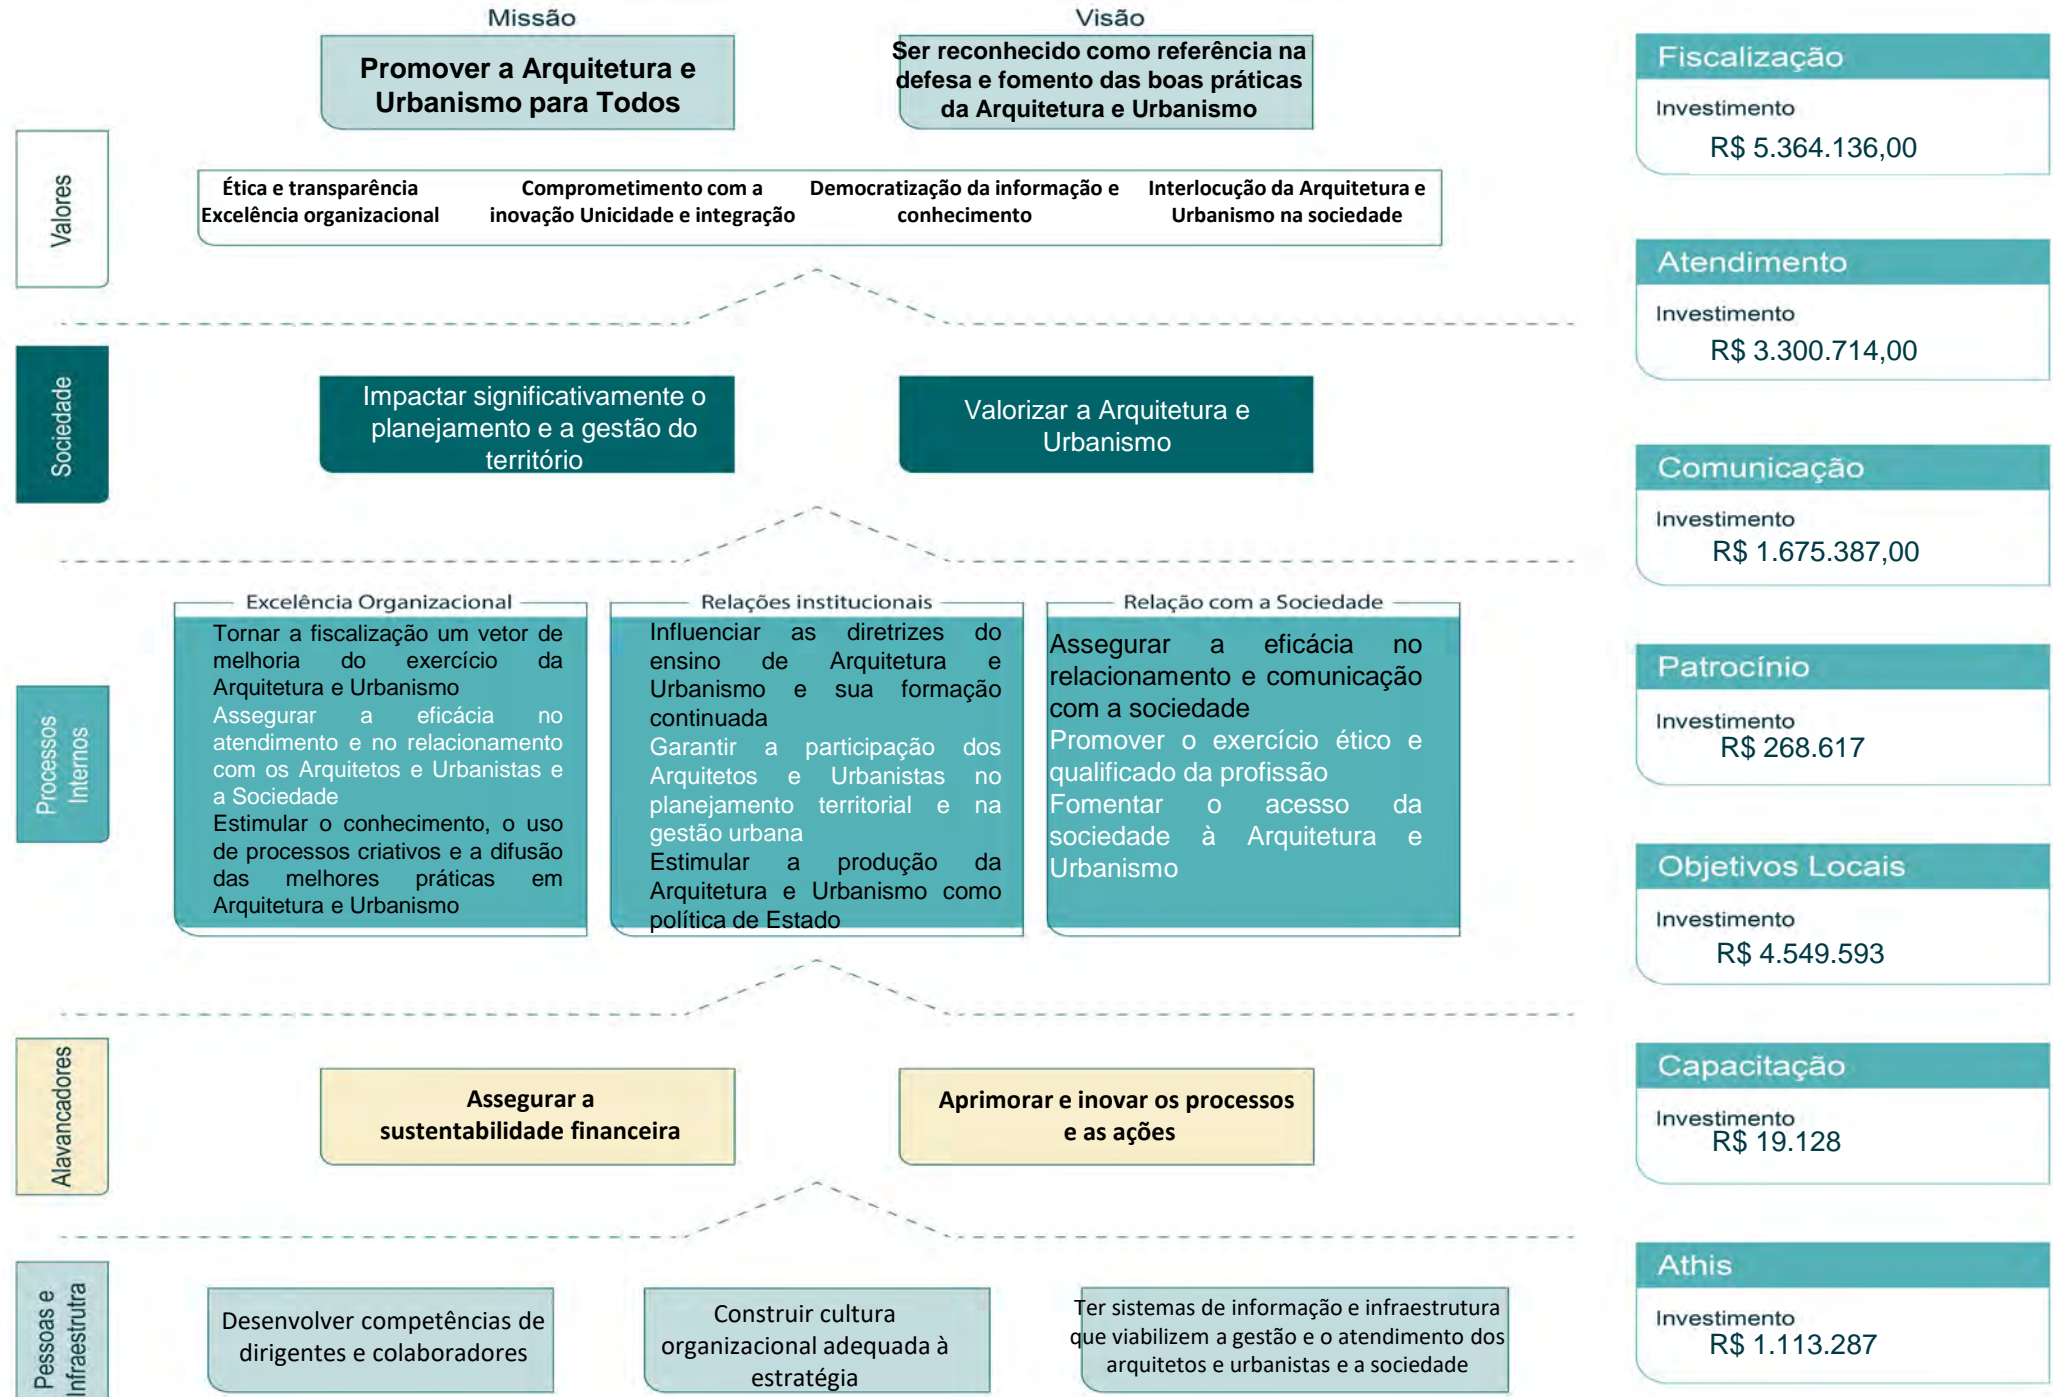 Missão
Promover a Arquitetura e
Urbanismo para Todos
Visão
Ser reconhecido como referência na
defesa e fomento das boas práticas
da Arquitetura e Urbanismo
Valores
Ética e transparência
Excelência organizacional
Comprometimento com a
inovação Unicidade e integração
Democratização da informação e
conhecimento
Interlocução da Arquitetura e
Urbanismo na sociedade
Sociedade
Impactar significativamente o
planejamento e a gestão do
território
Valorizar a Arquitetura e
Urbanismo
Processos
Internos
Excelência Organizacional
Tornar a fiscalização um vetor de
melhoria do exercício da
Arquitetura e Urbanismo
Assegurar a eficácia no
atendimento e no relacionamento
com os Arquitetos e Urbanistas e
a Sociedade
Estimular o conhecimento, o uso
de processos criativos e a difusão
das melhores práticas em
Arquitetura e Urbanismo
Relações institucionais
Influenciar as diretrizes do
ensino de Arquitetura e
Urbanismo e sua formação
continuada
Garantir a participação dos
Arquitetos e Urbanistas no
planejamento territorial e na
gestão urbana
Estimular a produção da
Arquitetura e Urbanismo como
política de Estado
Relação com a Sociedade
Assegurar a eficácia no
relacionamento e comunicação
com a sociedade
Promover o exercício ético e
qualificado da profissão
Fomentar o acesso da
sociedade à Arquitetura e
Urbanismo
Alavancadores
Assegurar a
sustentabilidade financeira
Aprimorar e inovar os processos
e as ações
Pessoas e
Infraestrutra
Desenvolver competências de
dirigentes e colaboradores
Construir cultura
organizacional adequada à
estratégia
Ter sistemas de informação e infraestrutura
que viabilizem a gestão e o atendimento dos
arquitetos e urbanistas e a sociedade
Fiscalização
Investimento
R$ 5.364.136,00
Atendimento
Investimento
R$ 3.300.714,00
Comunicação
Investimento
R$ 1.675.387,00
Patrocínio
Investimento
R$ 268.617
Objetivos Locais
Investimento
R$ 4.549.593
Capacitação
Investimento
R$ 19.128
Athis
Investimento
R$ 1.113.287